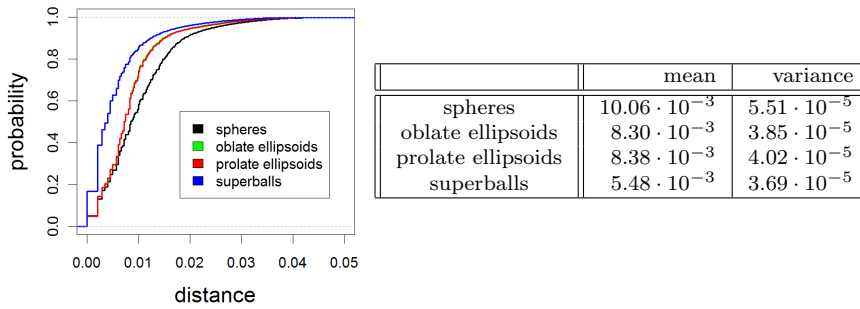 probability
1.0
0.8
0.6
0.4
0.2
0.0
spheres
oblate ellipsoids
prolate ellipsoids
superballs
0.00 0.01 0.02 0.03 0.04 0.05
distance
mean variance
spheres 10.06 · 10⁻³ 5.51 · 10⁻⁵
oblate ellipsoids 8.30 · 10⁻³ 3.85 · 10⁻⁵
prolate ellipsoids 8.38 · 10⁻³ 4.02 · 10⁻⁵
superballs 5.48 · 10⁻³ 3.69 · 10⁻⁵